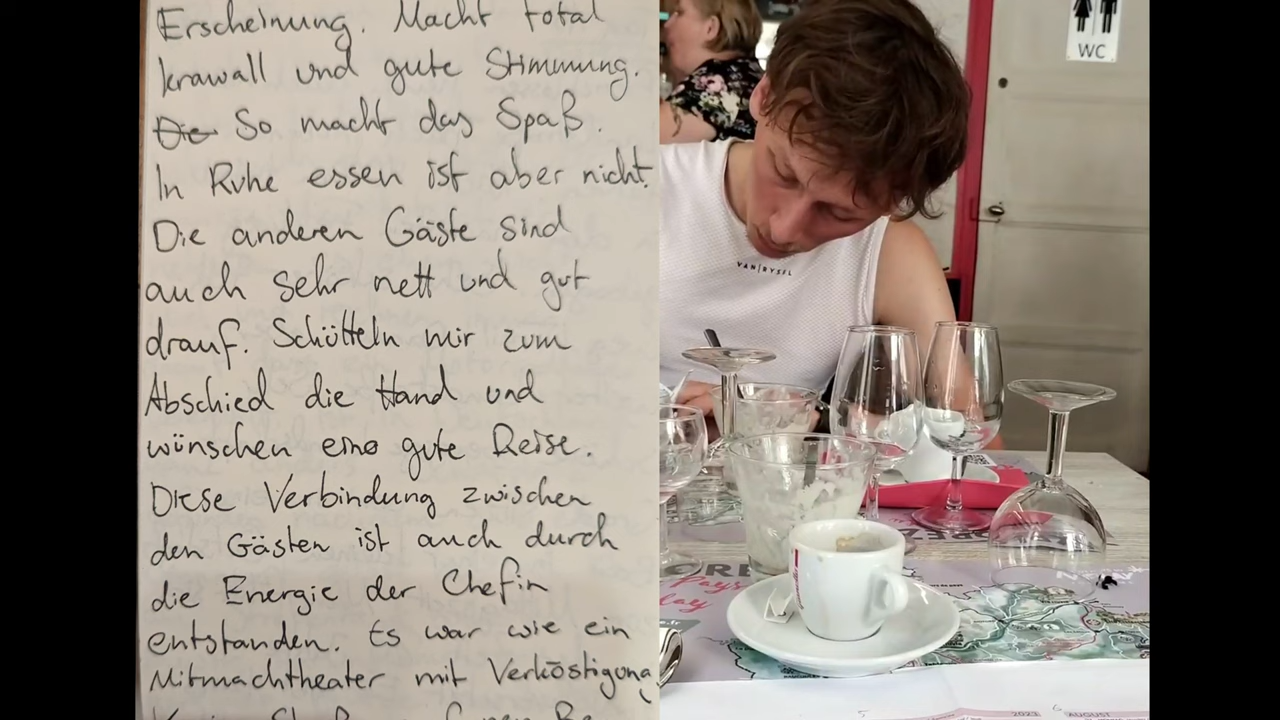 Erscheinung. Macht total
krawall und gute Stimmung.
Die So macht das Spaß.
In Ruhe essen ist aber nicht.
Die anderen Gäste sind
auch sehr nett und gut
drauf. Schütteln mir zum
Abschied die Hand und
wünschen eine gute Reise.
Diese Verbindung zwischen
den Gästen ist auch durch
die Energie der Chefin
entstanden. Es war wie ein
Mitmachtheater mit Verköstigung
WC
VAN|RYSEL
Pays
AUGUST